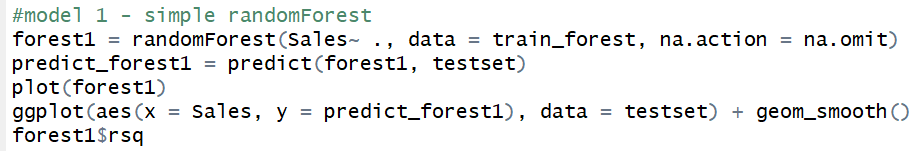 #model 1 - simple randomForest
forest1 = randomForest(Sales~ ., data = train_forest, na.action = na.omit)
predict_forest1 = predict(forest1, testset)
plot(forest1)
ggplot(aes(x = Sales, y = predict_forest1), data = testset) + geom_smooth()
forest1$rsq